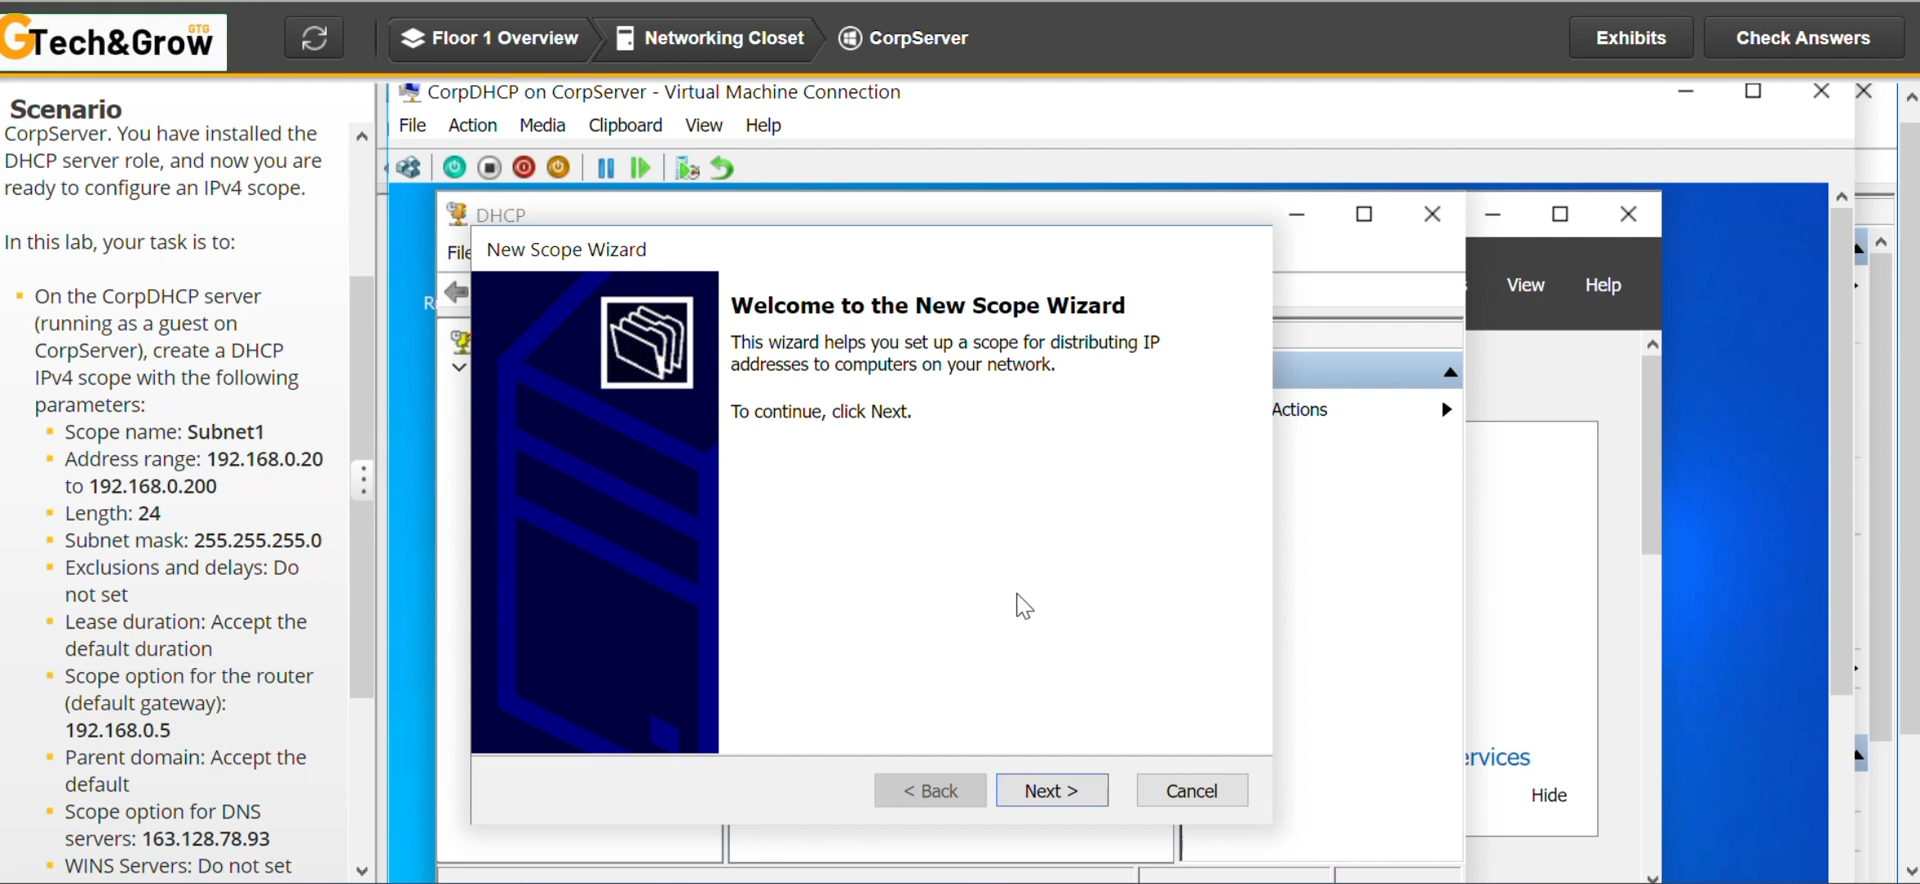 GTech&Grow
GTG
Floor 1 Overview
Networking Closet
CorpServer
Exhibits
Check Answers
Scenario
CorpServer. You have installed the
DHCP server role, and now you are
ready to configure an IPv4 scope.
In this lab, your task is to:
On the CorpDHCP server
(running as a guest on
CorpServer), create a DHCP
IPv4 scope with the following
parameters:
Scope name: Subnet1
Address range: 192.168.0.20
to 192.168.0.200
Length: 24
Subnet mask: 255.255.255.0
Exclusions and delays: Do
not set
Lease duration: Accept the
default duration
Scope option for the router
(default gateway):
192.168.0.5
Parent domain: Accept the
default
Scope option for DNS
servers: 163.128.78.93
WINS Servers: Do not set
CorpDHCP on CorpServer - Virtual Machine Connection
File Action Media Clipboard View Help
DHCP
File
New Scope Wizard
Welcome to the New Scope Wizard
This wizard helps you set up a scope for distributing IP
addresses to computers on your network.
To continue, click Next.
< Back
Next >
Cancel
Actions
View Help
ervices
Hide